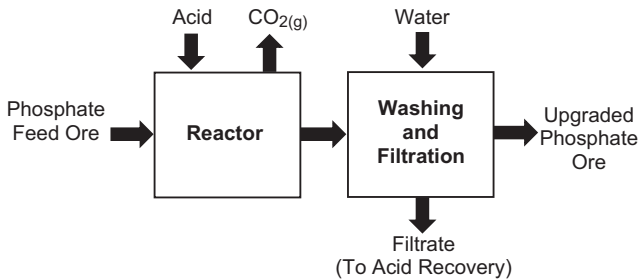 Acid
CO2(g)
Water
Phosphate
Feed Ore
Reactor
Washing
and
Filtration
Upgraded
Phosphate
Ore
Filtrate
(To Acid Recovery)